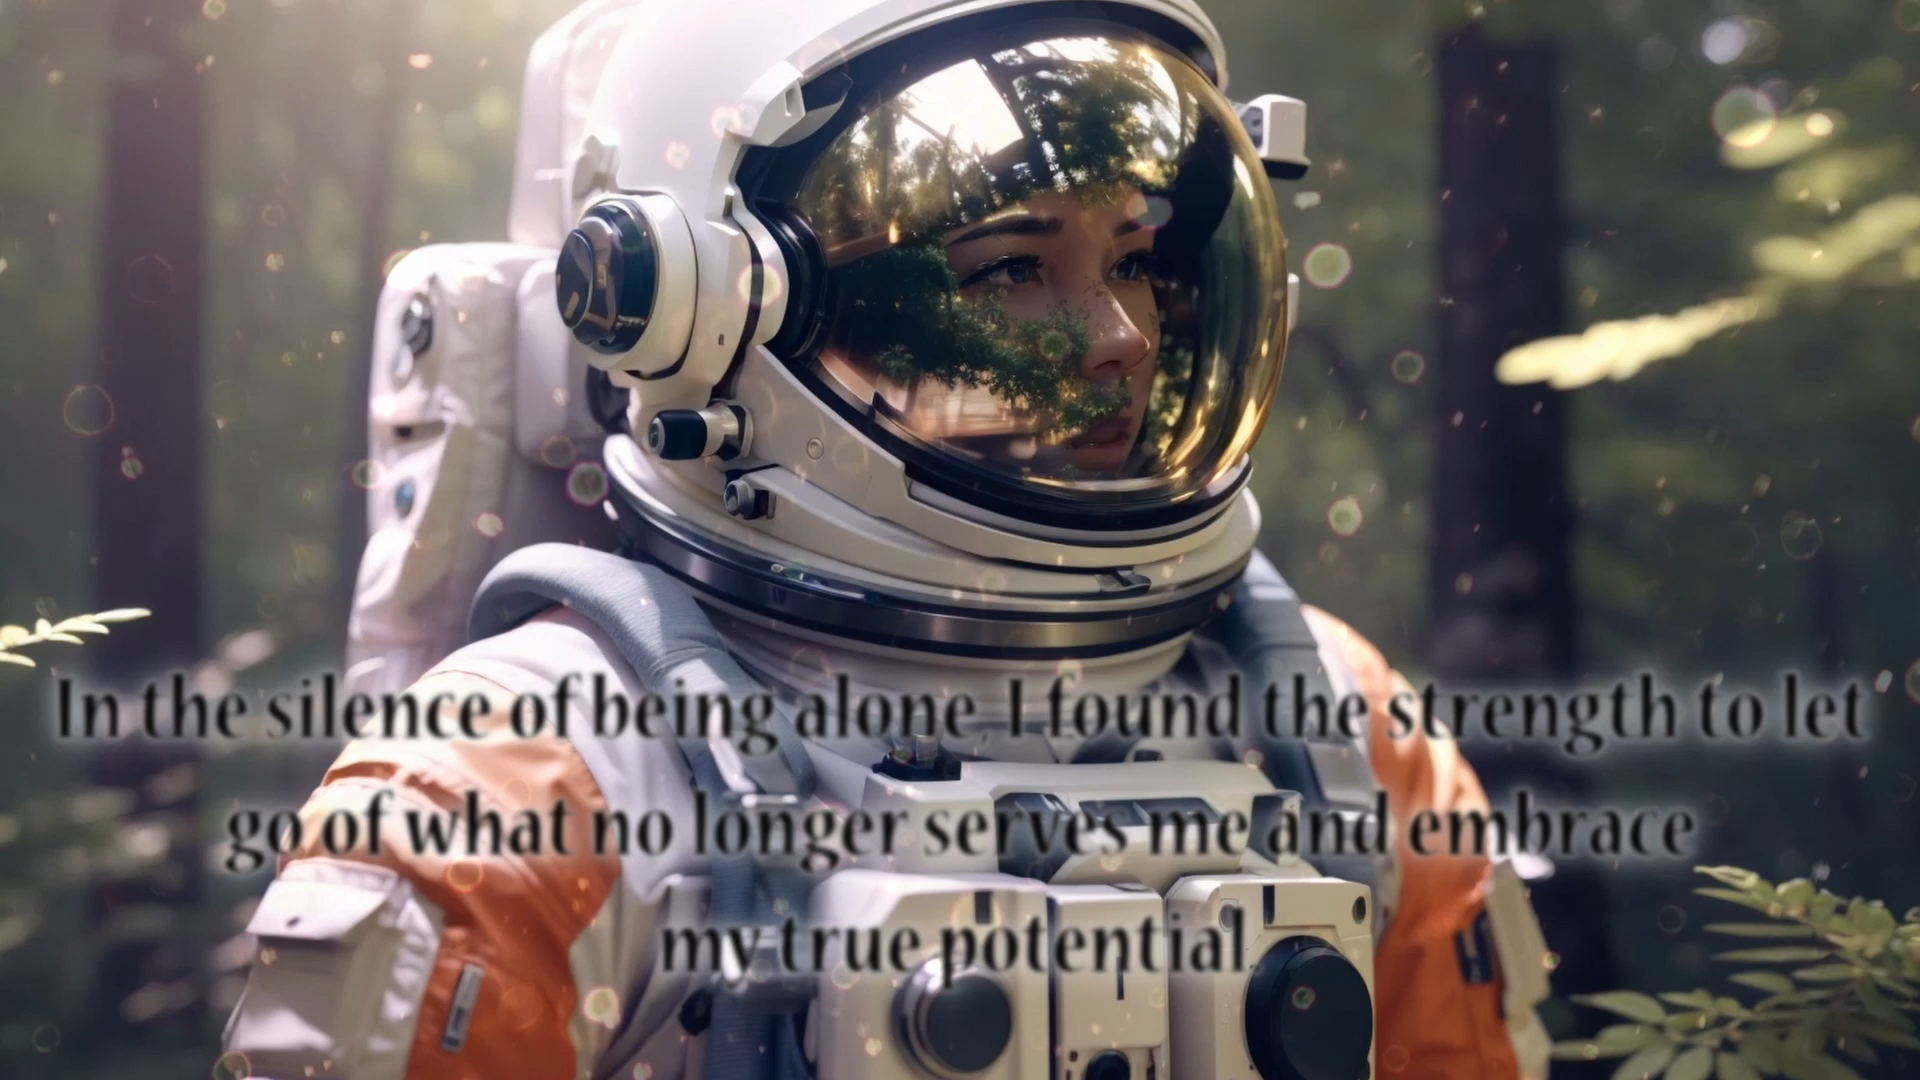 In the silence of being alone, I found the strength to let
go of what no longer serves me and embrace
my true potential.